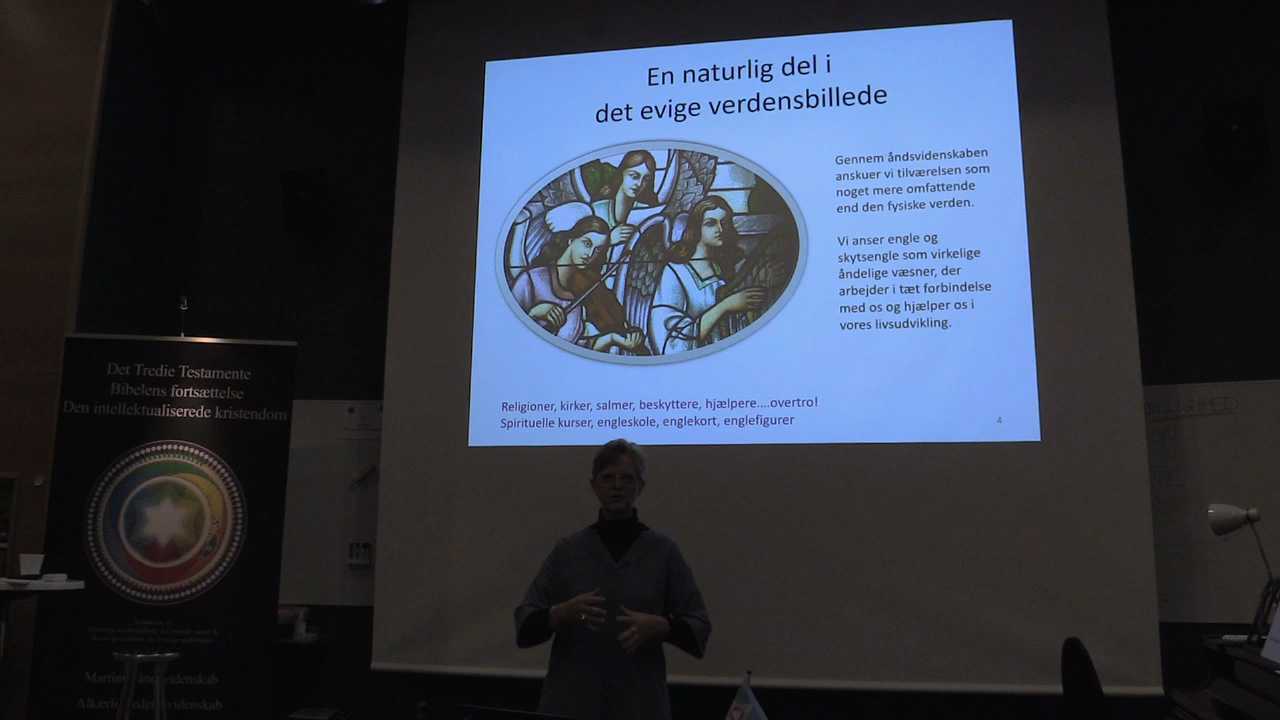 En naturlig del i
det evige verdensbillede
Gennem åndsvidenskaben
anskuer vi tilværelsen som
noget mere omfattende
end den fysiske verden.
Vi anser engle og
skytsengle som virkelige
åndelige væsner, der
arbejder i tæt forbindelse
med os og hjælper os i
vores livsudvikling.
Religioner, kirker, salmer, beskyttere, hjælpere....overtro!
Spirituelle kurser, engleskole, englekort, englefigurer
4
Det Tredie Testamente
Bibelens fortsættelse
Den intellektualiserede kristendom